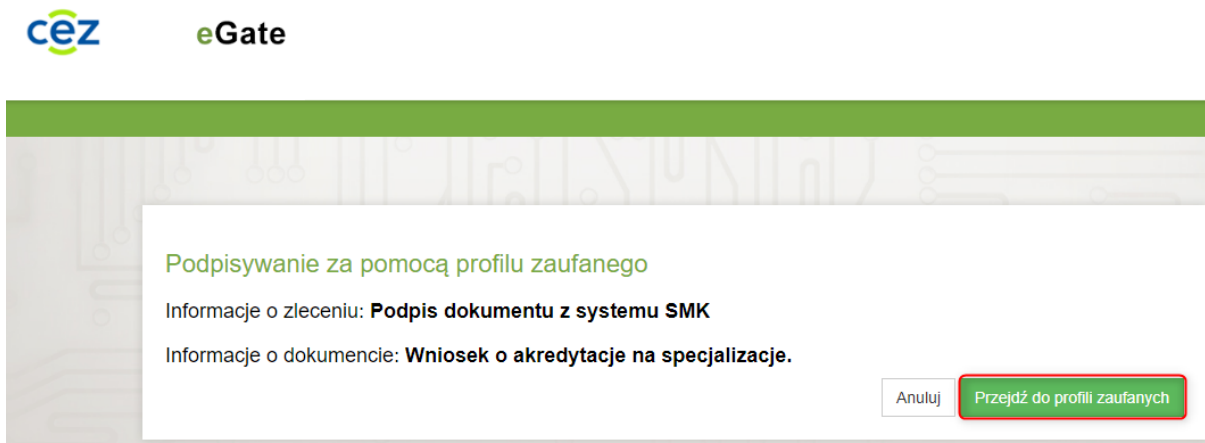 cez eGate
Podpisywanie za pomocą profilu zaufanego
Informacje o zleceniu: Podpis dokumentu z systemu SMK
Informacje o dokumencie: Wniosek o akredytacje na specjalizacje.
Anuluj Przejdź do profili zaufanych